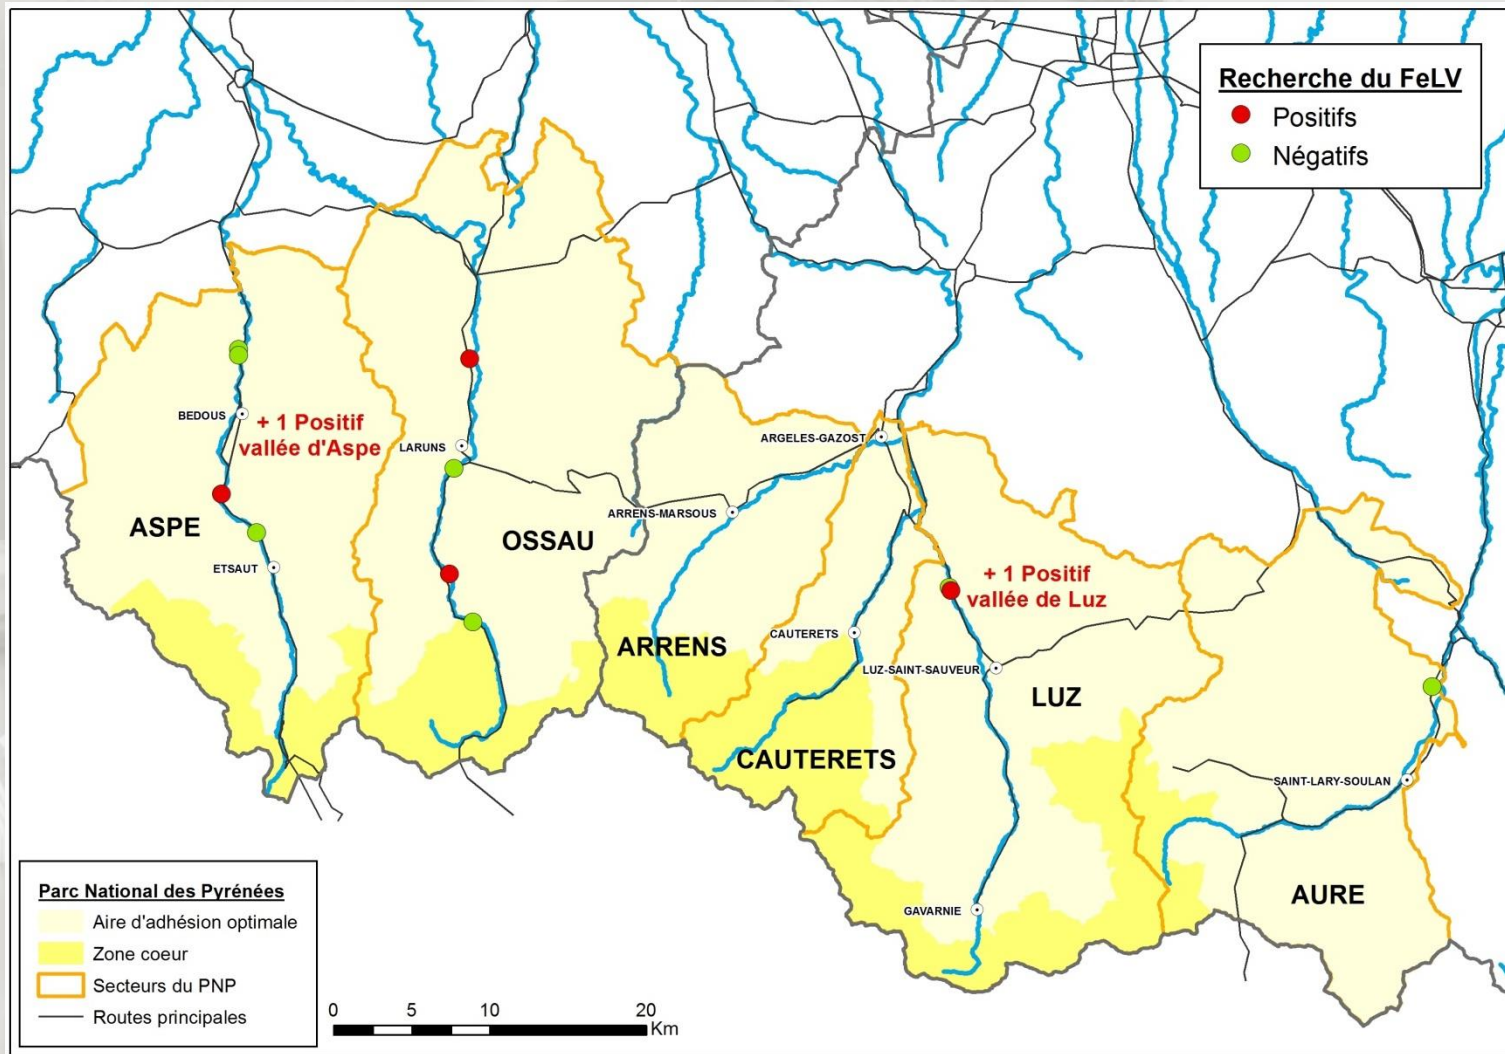 Recherche du FeLV
Positifs
Négatifs
BEDOUS
+ 1 Positif
vallée d'Aspe
LARUNS
ARGELES-GAZOST
ARRENS-MARSOUS
ASPE
OSSAU
ETSAUT
+ 1 Positif
vallée de Luz
CAUTERETS
ARRENS
LUZ-SAINT-SAUVEUR
LUZ
CAUTERETS
SAINT-LARY-SOULAN
AURE
GAVARNIE
Parc National des Pyrénées
Aire d'adhésion optimale
Zone coeur
Secteurs du PNP
Routes principales
0 5 10 20
Km